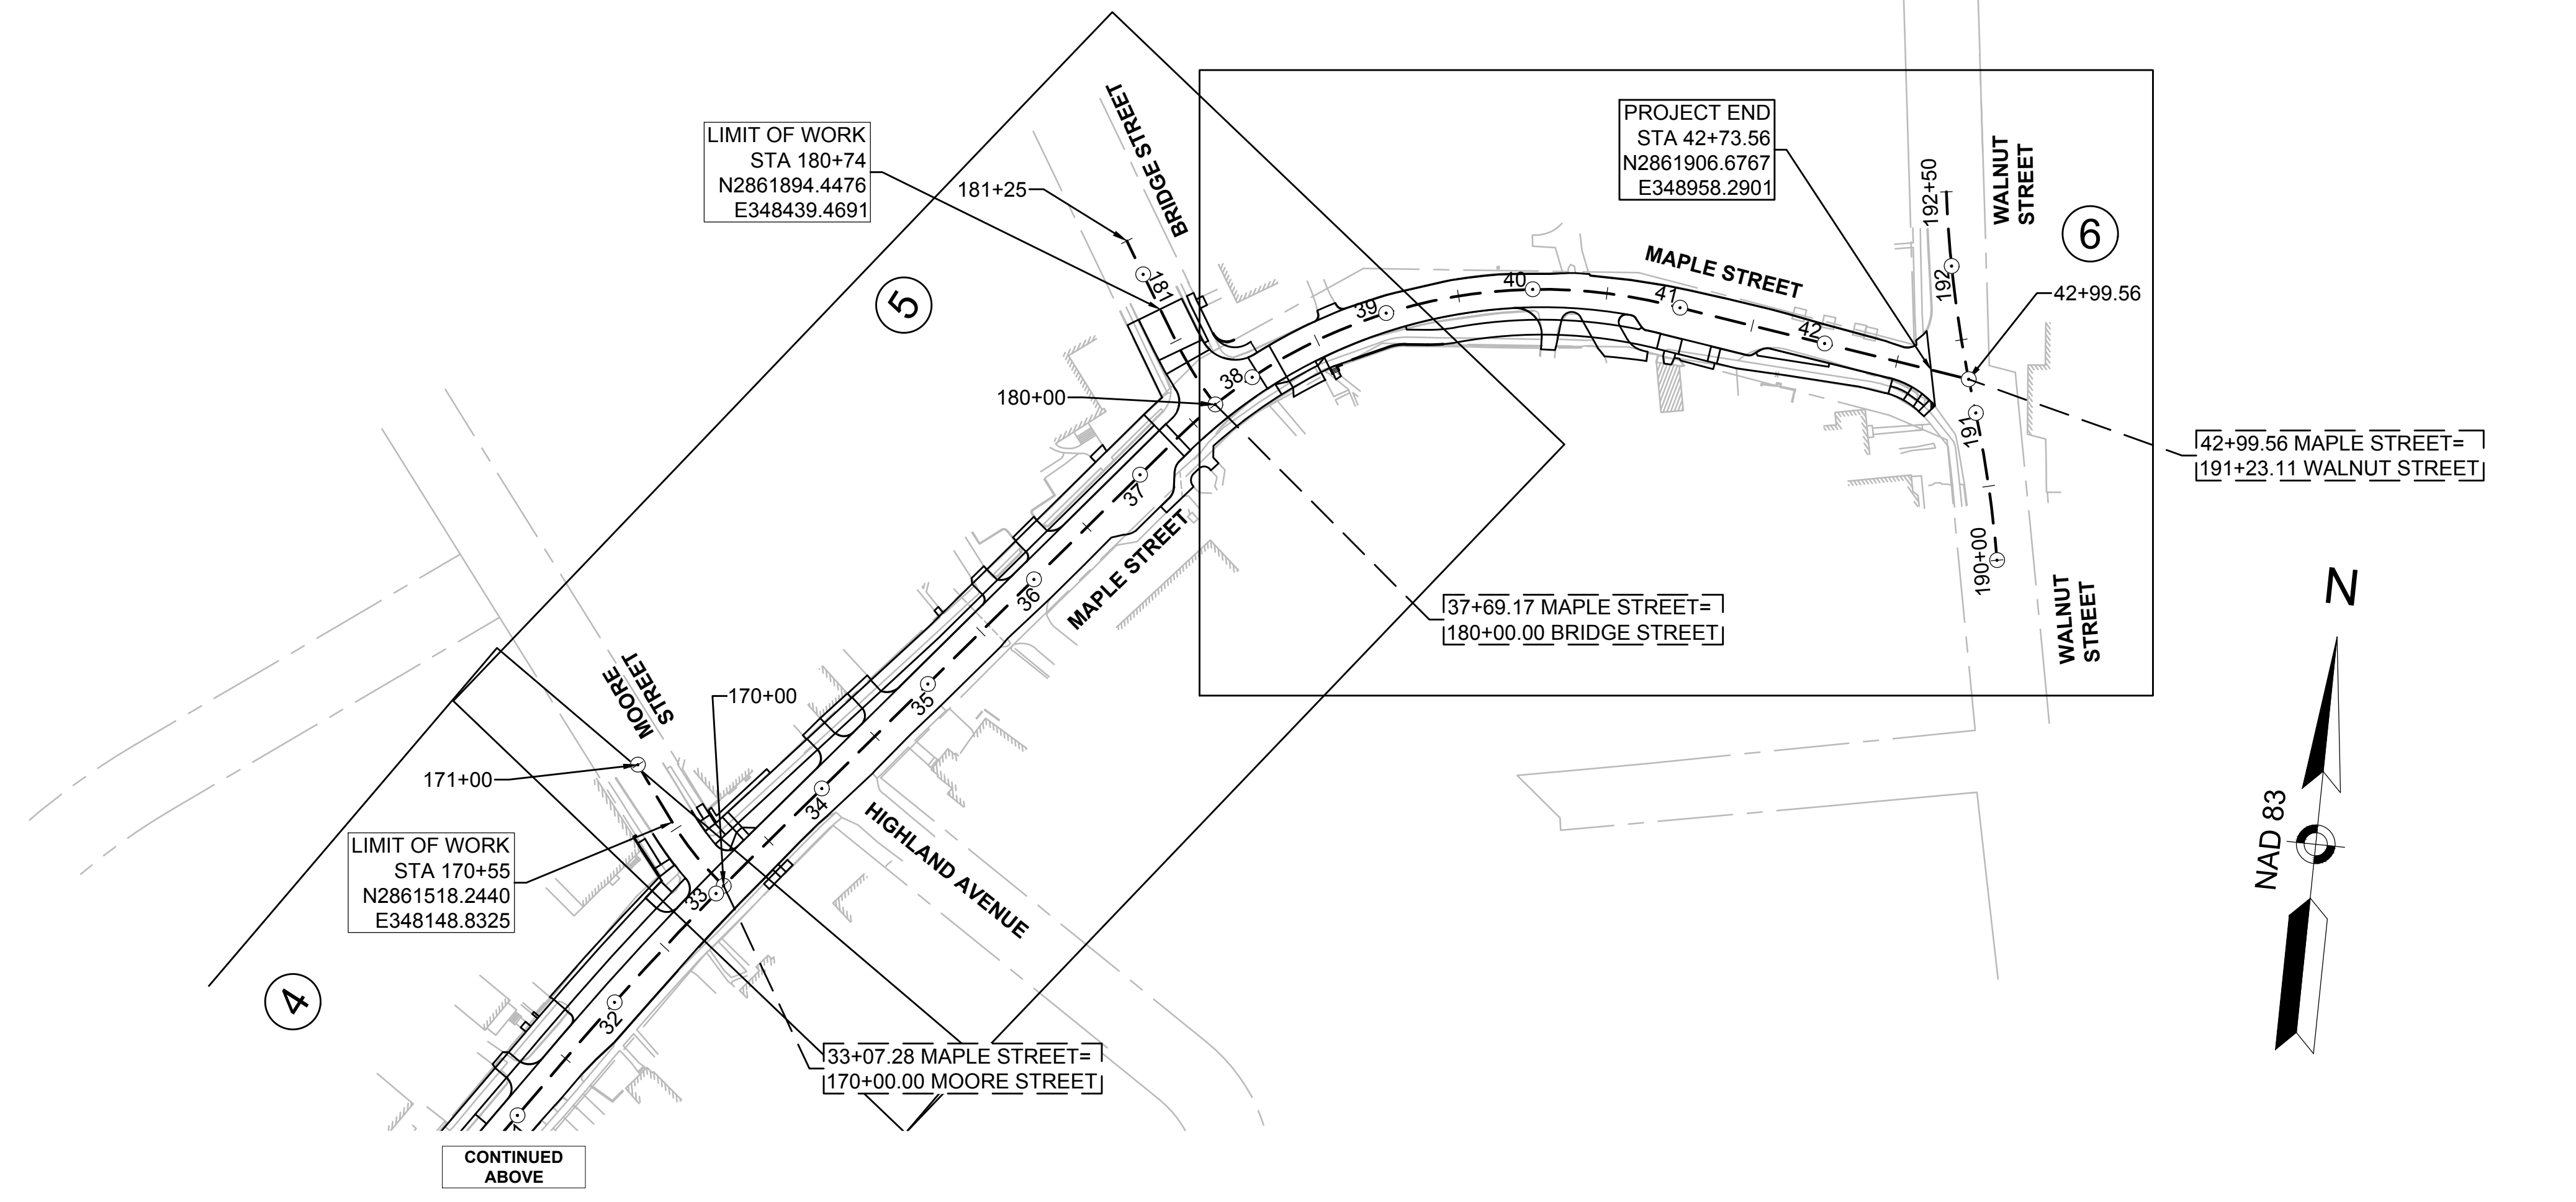 LIMIT OF WORK
STA 180+74
N2861894.4476
E348439.4691
BRIDGE STREET
181+25
181
5
180+00
PROJECT END
STA 42+73.56
N2861906.6767
E348958.2901
192+50
WALNUT
STREET
6
MAPLE STREET
192
42+99.56
38
39
40
41
42
191
42+99.56 MAPLE STREET=
191+23.11 WALNUT STREET
190+00
WALNUT
STREET
37
36
MAPLE STREET
37+69.17 MAPLE STREET=
180+00.00 BRIDGE STREET
N
NAD 83
MOORE
STREET
170+00
171+00
35
34
33
32
HIGHLAND AVENUE
LIMIT OF WORK
STA 170+55
N2861518.2440
E348148.8325
4
33+07.28 MAPLE STREET=
170+00.00 MOORE STREET
CONTINUED
ABOVE